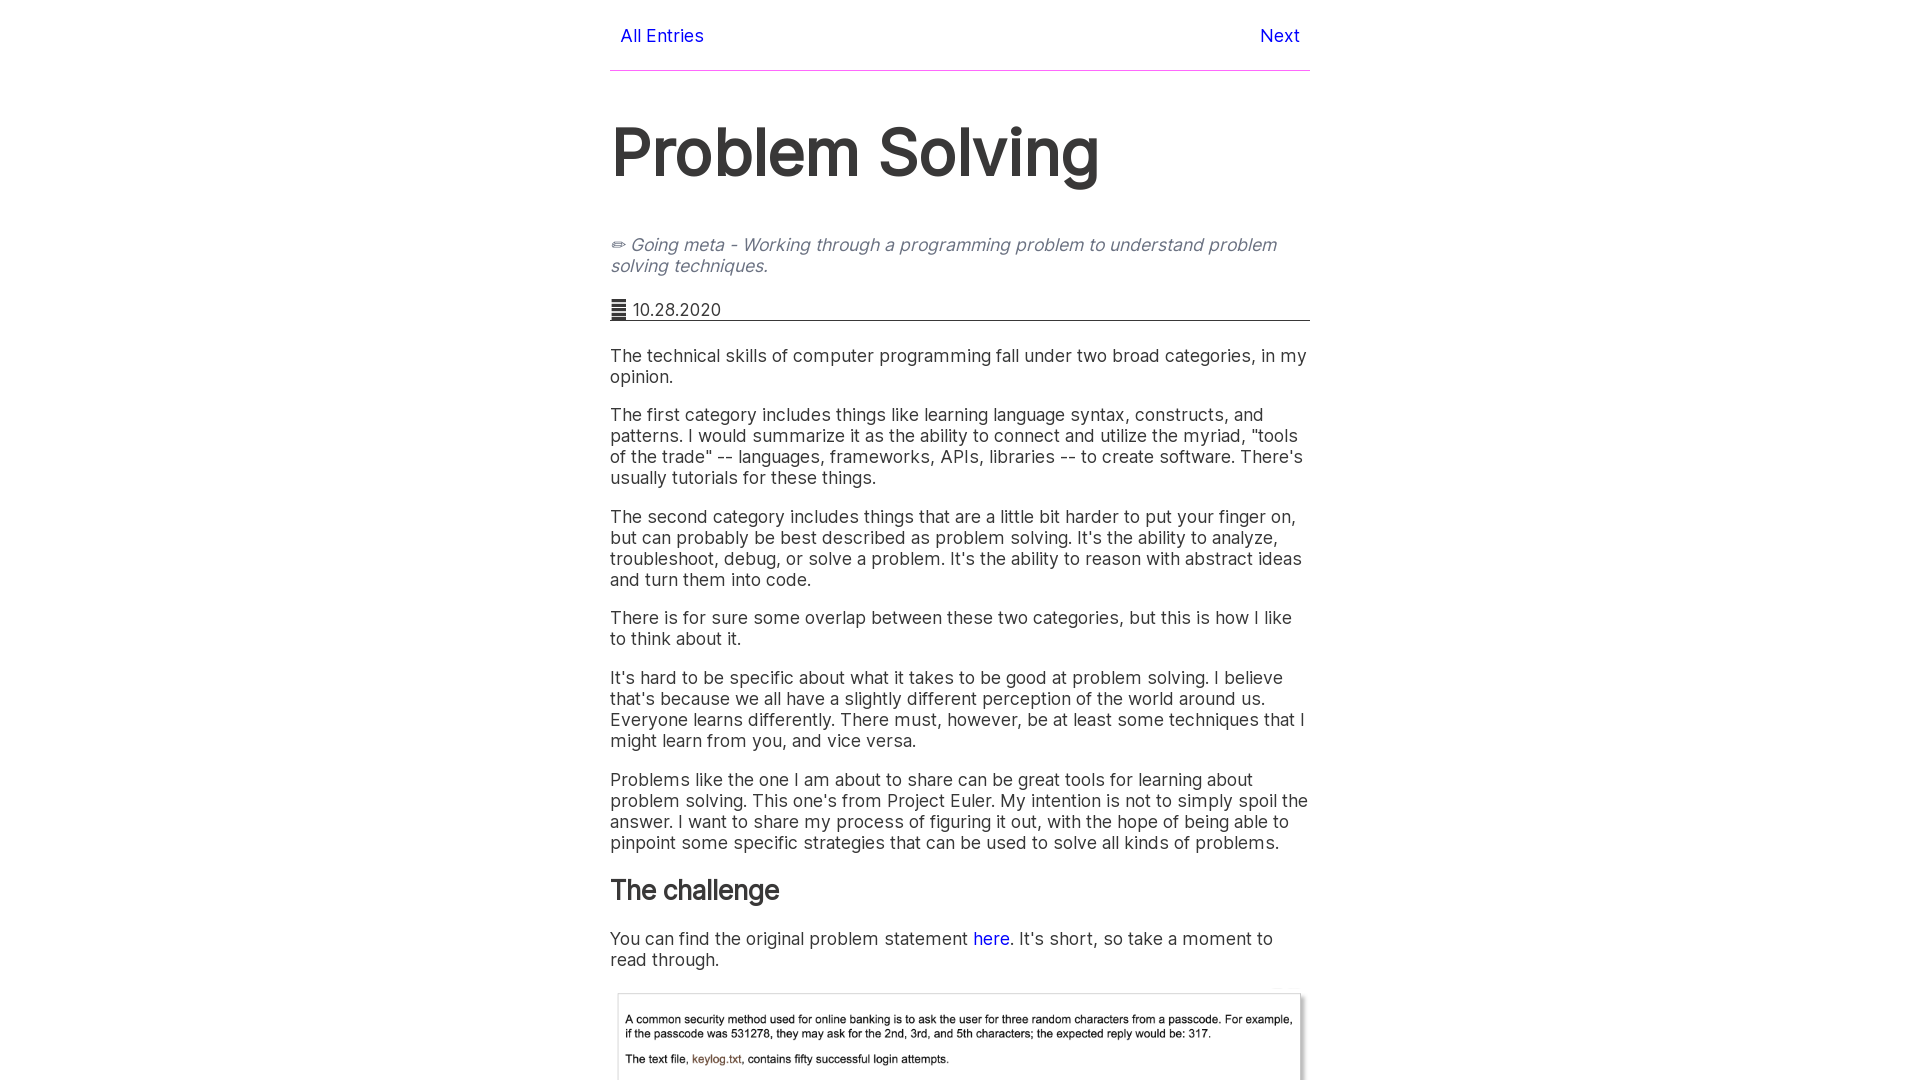 All Entries
Next
Problem Solving
✏ Going meta - Working through a programming problem to understand problem
solving techniques.
10.28.2020
The technical skills of computer programming fall under two broad categories, in my
opinion.
The first category includes things like learning language syntax, constructs, and
patterns. I would summarize it as the ability to connect and utilize the myriad, "tools
of the trade" -- languages, frameworks, APIs, libraries -- to create software. There's
usually tutorials for these things.
The second category includes things that are a little bit harder to put your finger on,
but can probably be best described as problem solving. It's the ability to analyze,
troubleshoot, debug, or solve a problem. It's the ability to reason with abstract ideas
and turn them into code.
There is for sure some overlap between these two categories, but this is how I like
to think about it.
It's hard to be specific about what it takes to be good at problem solving. I believe
that's because we all have a slightly different perception of the world around us.
Everyone learns differently. There must, however, be at least some techniques that I
might learn from you, and vice versa.
Problems like the one I am about to share can be great tools for learning about
problem solving. This one's from Project Euler. My intention is not to simply spoil the
answer. I want to share my process of figuring it out, with the hope of being able to
pinpoint some specific strategies that can be used to solve all kinds of problems.
The challenge
You can find the original problem statement here. It's short, so take a moment to
read through.
A common security method used for online banking is to ask the user for three random characters from a passcode. For example,
if the passcode was 531278, they may ask for the 2nd, 3rd, and 5th characters; the expected reply would be: 317.
The text file, keylog.txt, contains fifty successful login attempts.